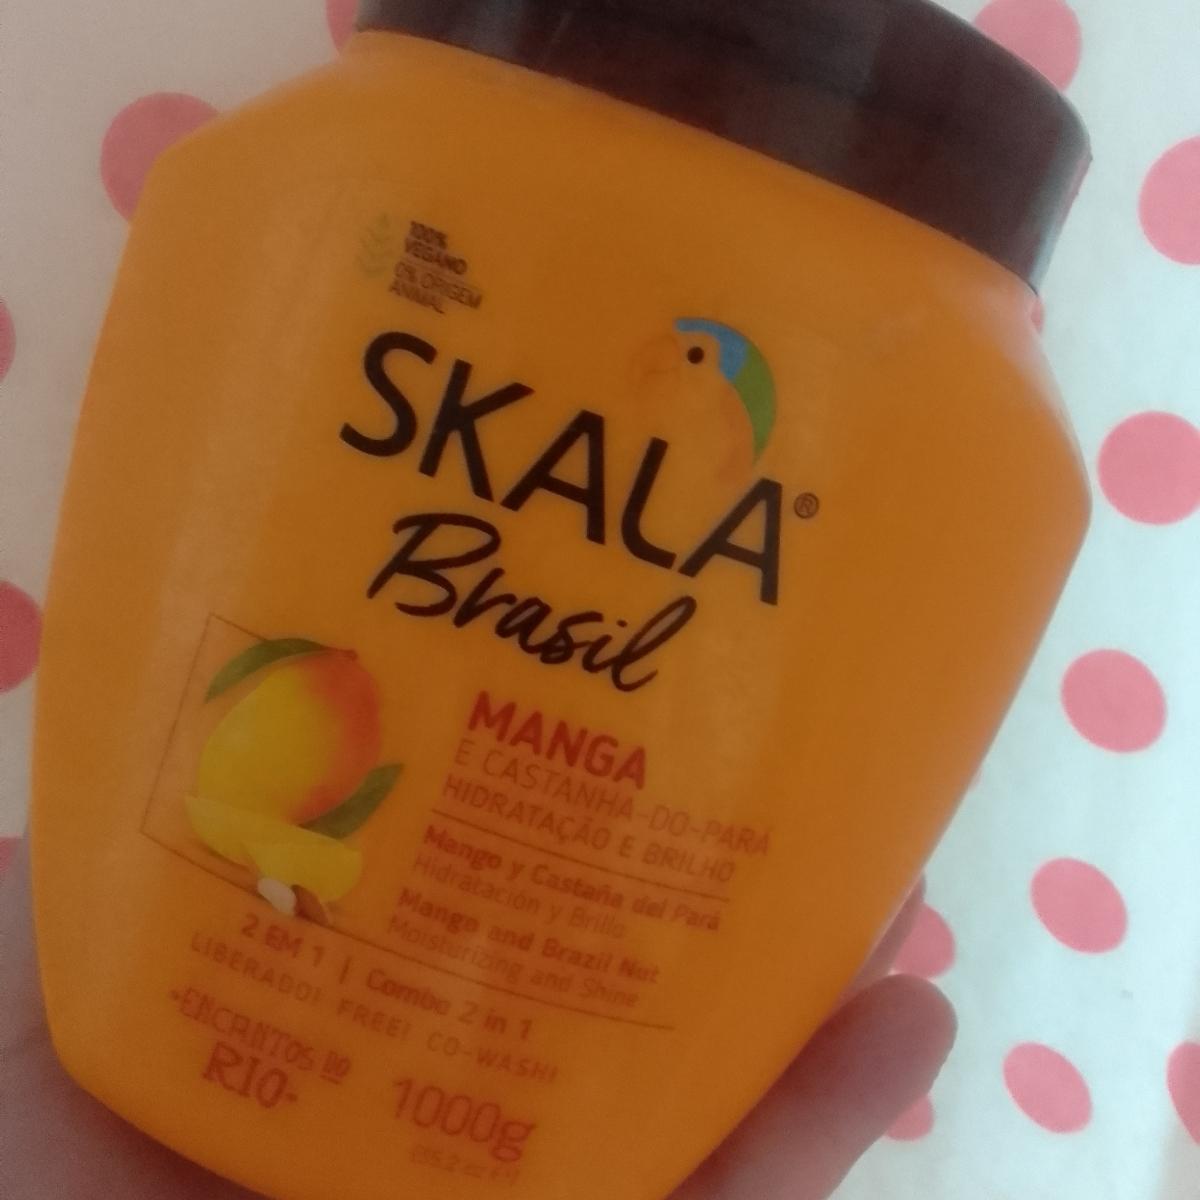 100%
VEGANO
0% ORIGEM
ANIMAL
SKALA®
Brasil
MANGA
E CASTANHA-DO-PARÁ
HIDRATAÇÃO E BRILHO
Mango y Castaña del Pará
Hidratación y Brillo
Mango and Brazil Nut
Moisturizing and Shine
2 EM 1 | Combo 2 in 1
LIBERADO! FREE! CO-WASH!
•ENCANTOS DO
RIO•
1000g